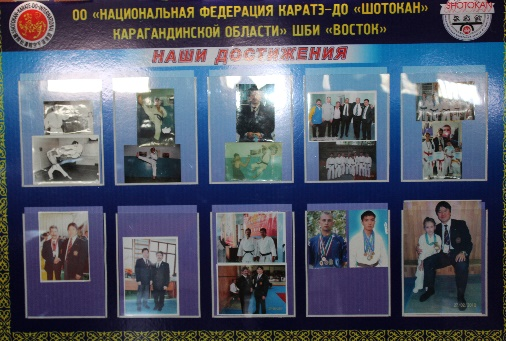 ОО «НАЦИОНАЛЬНАЯ ФЕДЕРАЦИЯ КАРАТЭ-ДО «ШОТОКАН»
КАРАГАНДИНСКОЙ ОБЛАСТИ» ШБИ «ВОСТОК»
SHOTOKAN
НАШИ ДОСТИЖЕНИЯ